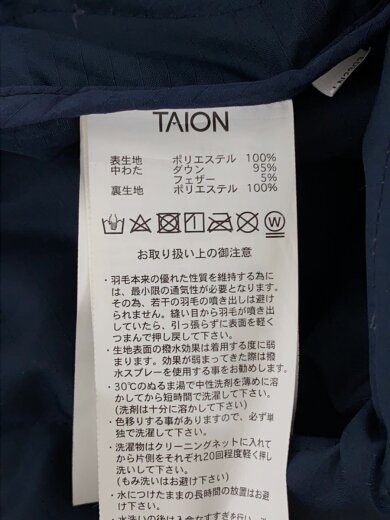 TAION
表生地 ポリエステル 100%
中わた ダウン 95%
フェザー 5%
裏生地 ポリエステル 100%
お取り扱い上の御注意
・羽毛本来の優れた性質を維持する為に
は、最小限の通気性が必要となります。
その為、若干の羽毛の噴き出しは避け
られません。縫い目から羽毛が噴き出
していたら、引っ張らずに表面を軽く
つまんで押し戻して下さい。
・生地表面の撥水効果は着用する度に弱
まります。効果が弱まってきた際は撥
水スプレーを使用する事をお勧めします。
・30℃のぬるま湯で中性洗剤を薄めに溶
かしてから短時間で洗濯して下さい。
(洗剤は十分に溶かして下さい)
・色移りする事がありますので、必ず単
独で洗濯して下さい。
・洗濯物はクリーニングネットに入れて
から片側をそれぞれ20回程度軽く押し
洗いして下さい。
(もみ洗いはお避け下さい)
・水につけたままの長時間の放置はお避
け下さい。